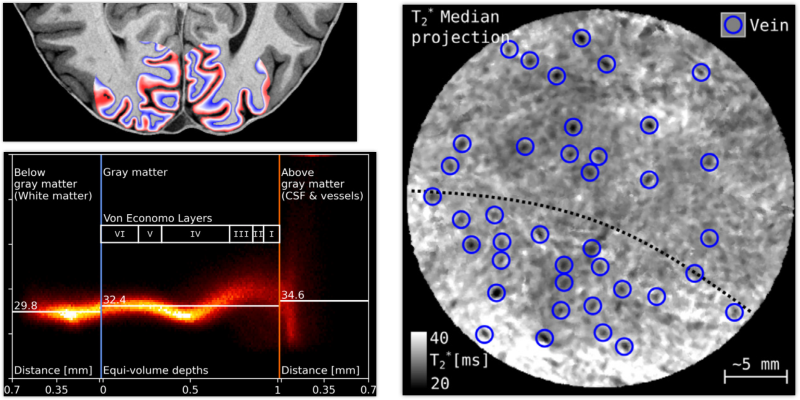 Below
gray matter
(White matter)
Gray matter
Above
gray matter
(CSF & vessels)
Von Economo Layers
VI V IV III II I
29.8
32.4
34.6
Distance [mm]
Equi-volume depths
Distance [mm]
0.7 0.35 0 0.5 1 0.35 0.7
T₂* Median
projection
Vein
40
T₂*[ms]
20
~5 mm